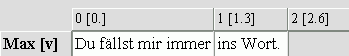 0 [0.] 1 [1.3] 2 [2.6]
Max [v] Du fällst mir immer ins Wort.